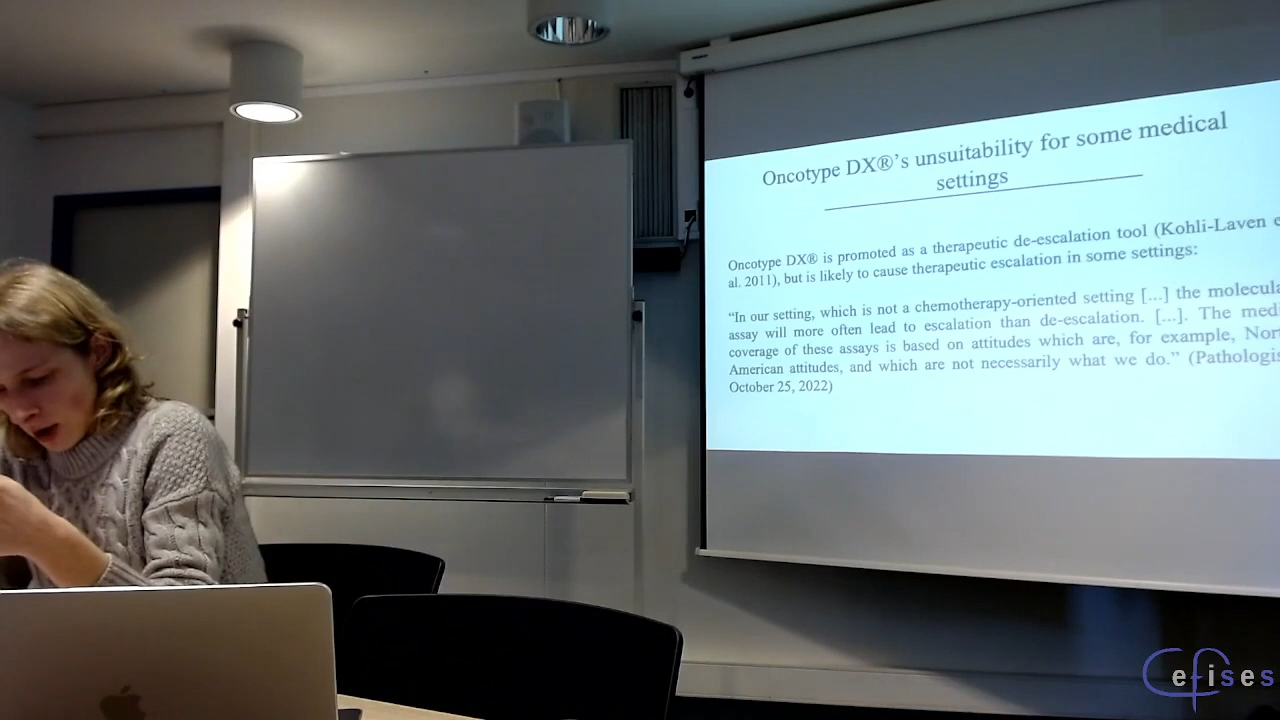 Oncotype DX®'s unsuitability for some medical
settings
Oncotype DX® is promoted as a therapeutic de-escalation tool (Kohli-Laven
al. 2011), but is likely to cause therapeutic escalation in some settings:
“In our setting, which is not a chemotherapy-oriented setting [...] the
assay will more often lead to escalation than de-escalation. [...]. The
coverage of these assays is based on attitudes which are, for example,
American attitudes, and which are not necessarily what we do.”
October 25, 2022)
efises